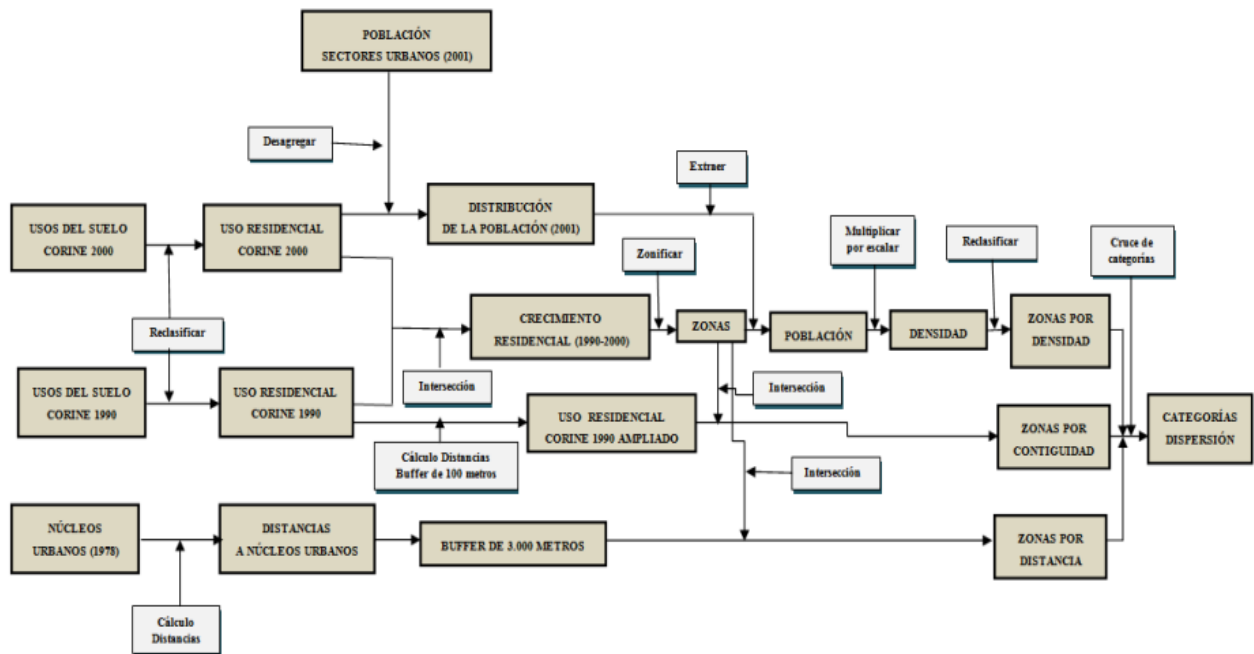 POBLACIÓN
SECTORES URBANOS (2001)
Desagregar
Extraer
USOS DEL SUELO
CORINE 2000
USO RESIDENCIAL
CORINE 2000
DISTRIBUCIÓN
DE LA POBLACIÓN (2001)
Zonificar
Multiplicar
por escalar
Reclasificar
Cruce de
categorías
Reclasificar
CRECIMIENTO
RESIDENCIAL (1990-2000)
ZONAS
POBLACIÓN
DENSIDAD
ZONAS POR
DENSIDAD
USOS DEL SUELO
CORINE 1990
USO RESIDENCIAL
CORINE 1990
Intersección
Intersección
USO RESIDENCIAL
CORINE 1990 AMPLIADO
ZONAS POR
CONTIGUIDAD
CATEGORÍAS
DISPERSIÓN
Cálculo Distancias
Buffer de 100 metros
Intersección
NÚCLEOS
URBANOS (1978)
DISTANCIAS
A NÚCLEOS URBANOS
BUFFER DE 3.000 METROS
ZONAS POR
DISTANCIA
Cálculo
Distancias